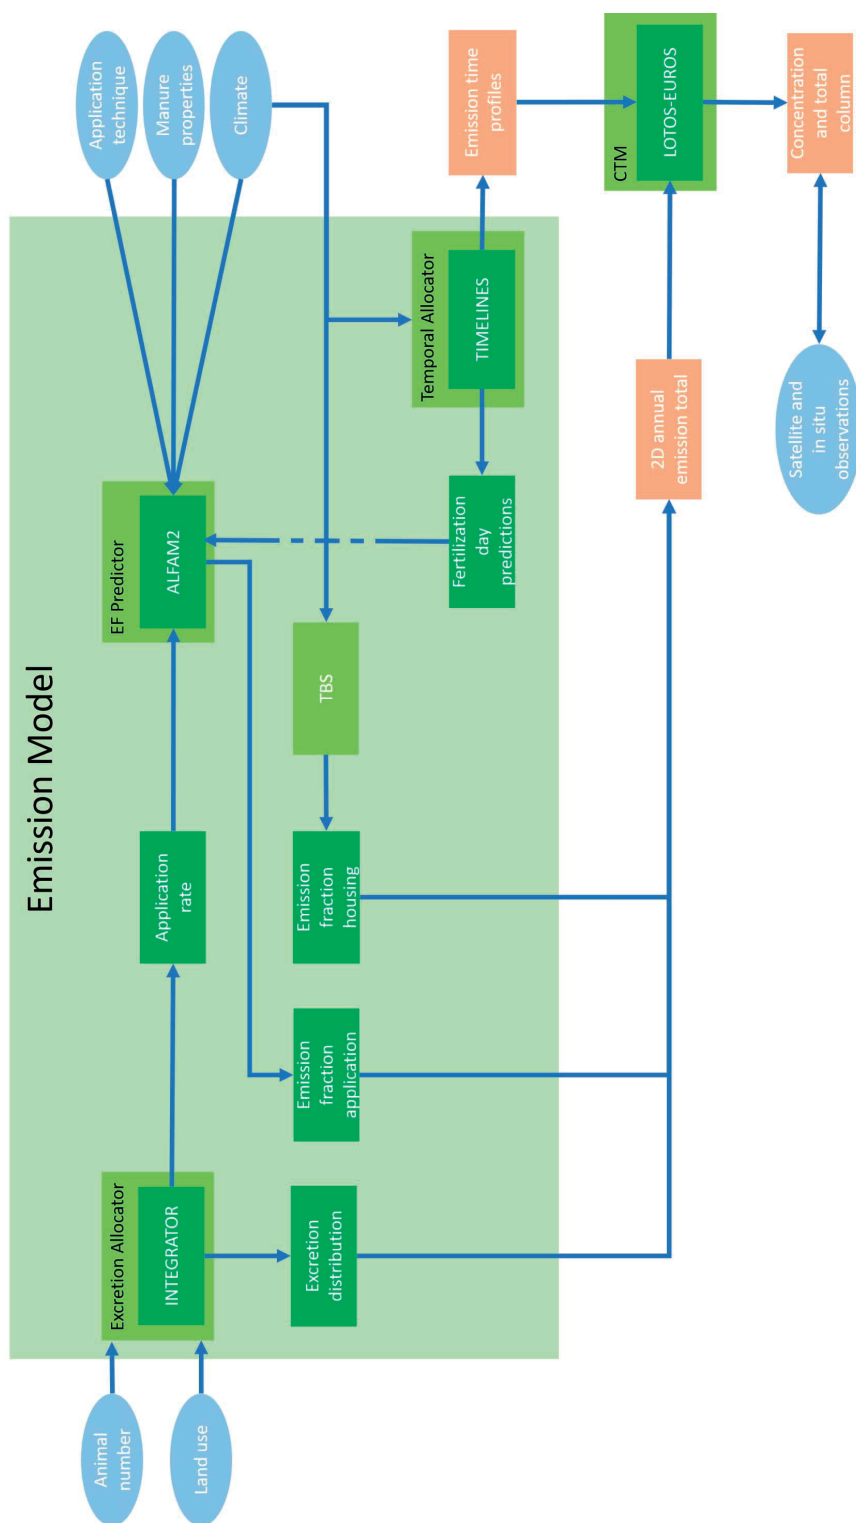 Emission Model
Animal
number
Land use
Excretion Allocator
INTEGRATOR
Application
rate
EF Predictor
ALFAM2
Application
technique
Manure
properties
Climate
Excretion
distribution
Emission
fraction
application
Emission
fraction
housing
TBS
Fertilization
day
predictions
Temporal Allocator
TIMELINES
Emission time
profiles
2D annual
emission total
CTM
LOTOS-EUROS
Satellite and
in situ
observations
Concentration
and total
column